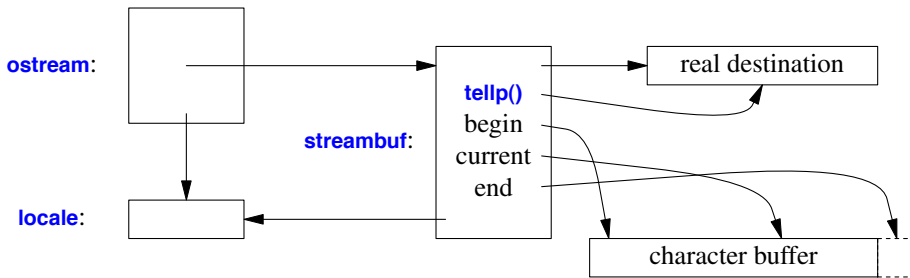 ostream:
real destination
tellp()
begin
streambuf:
current
end
locale:
character buffer